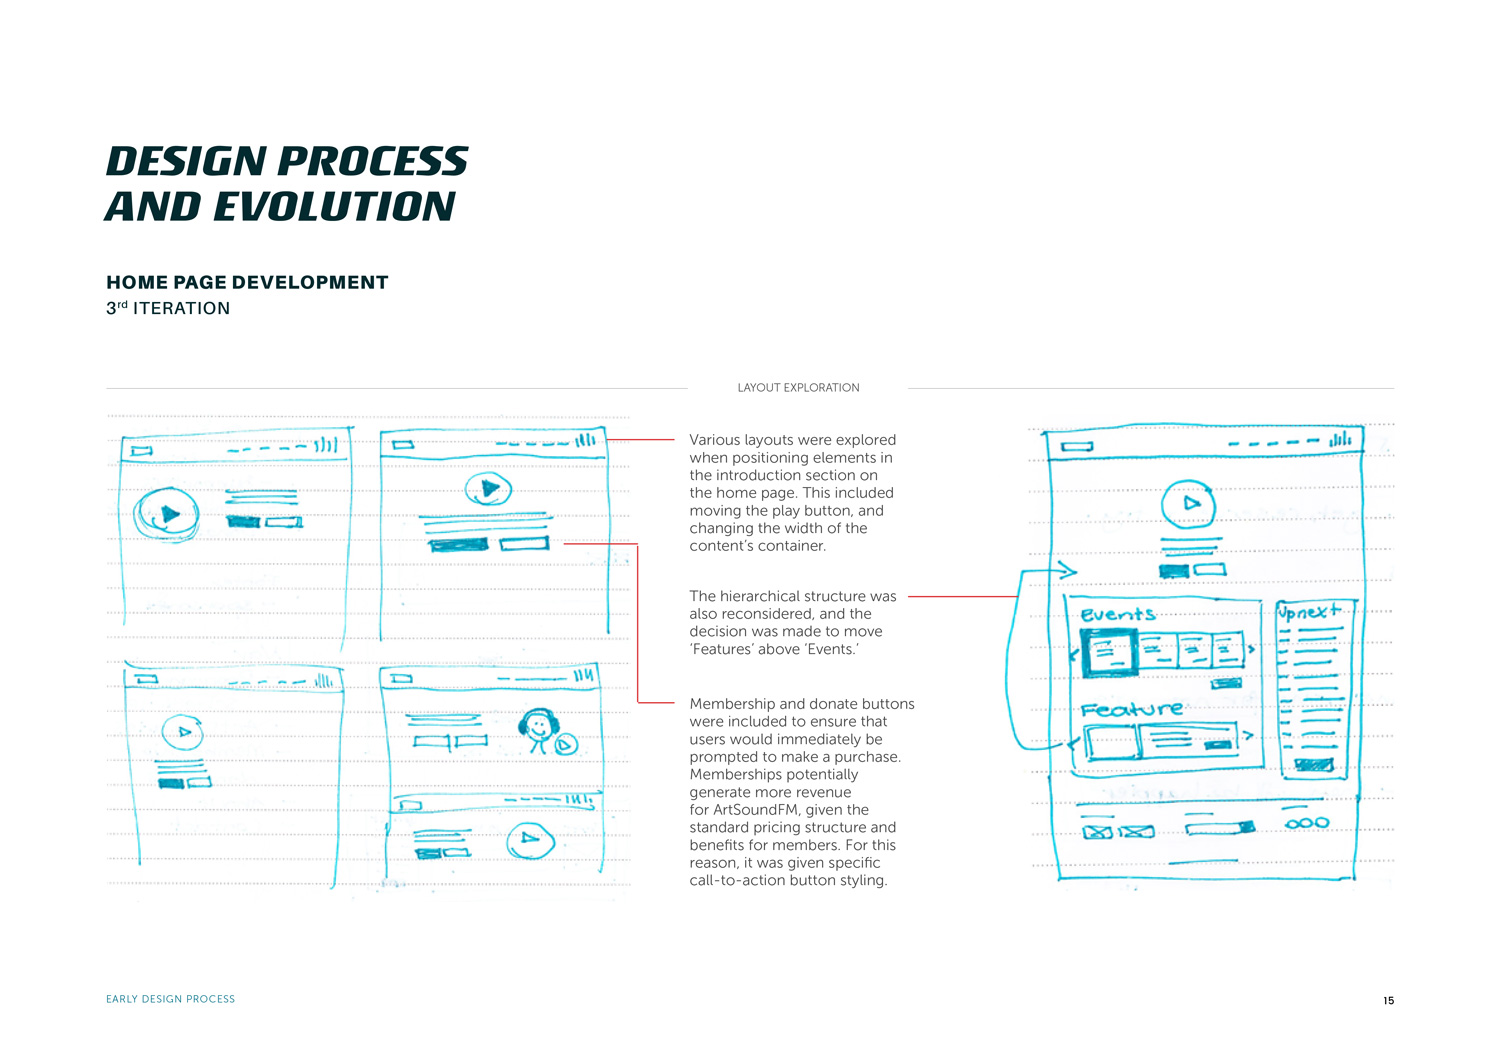 DESIGN PROCESS
AND EVOLUTION
HOME PAGE DEVELOPMENT
3rd ITERATION
LAYOUT EXPLORATION
Various layouts were explored
when positioning elements in
the introduction section on
the home page. This included
moving the play button, and
changing the width of the
content’s container.
The hierarchical structure was
also reconsidered, and the
decision was made to move
‘Features’ above ‘Events.’
Membership and donate buttons
were included to ensure that
users would immediately be
prompted to make a purchase.
Memberships potentially
generate more revenue
for ArtSoundFM, given the
standard pricing structure and
benefits for members. For this
reason, it was given specific
call-to-action button styling.
Events
Upnext
Feature
EARLY DESIGN PROCESS
15